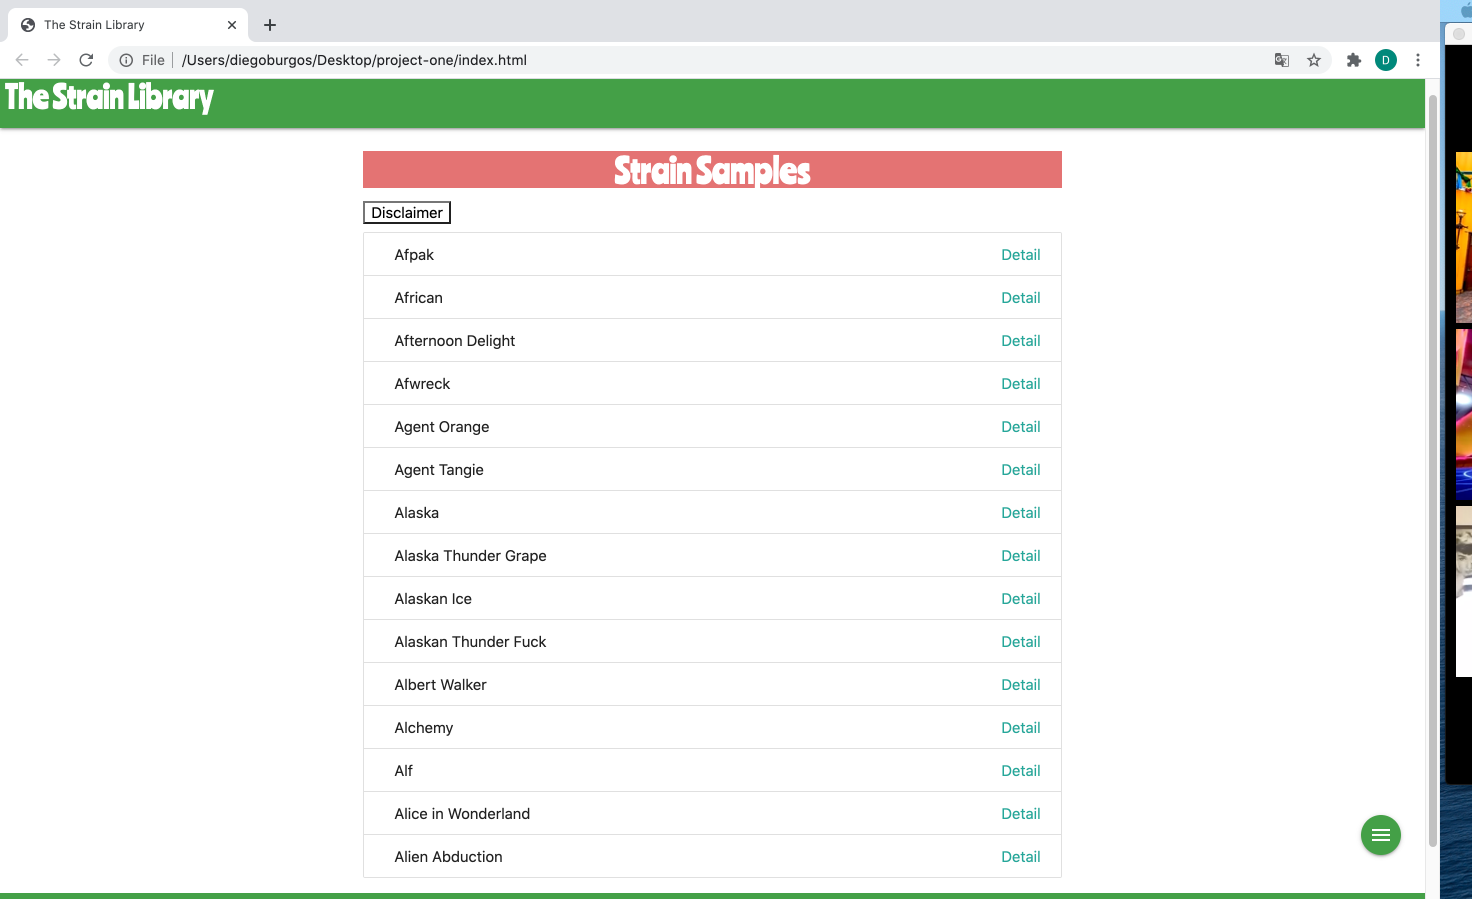 The Strain Library
File /Users/diegoburgos/Desktop/project-one/index.html
D
The Strain Library
Strain Samples
Disclaimer
Afpak Detail
African Detail
Afternoon Delight Detail
Afwreck Detail
Agent Orange Detail
Agent Tangie Detail
Alaska Detail
Alaska Thunder Grape Detail
Alaskan Ice Detail
Alaskan Thunder Fuck Detail
Albert Walker Detail
Alchemy Detail
Alf Detail
Alice in Wonderland Detail
Alien Abduction Detail